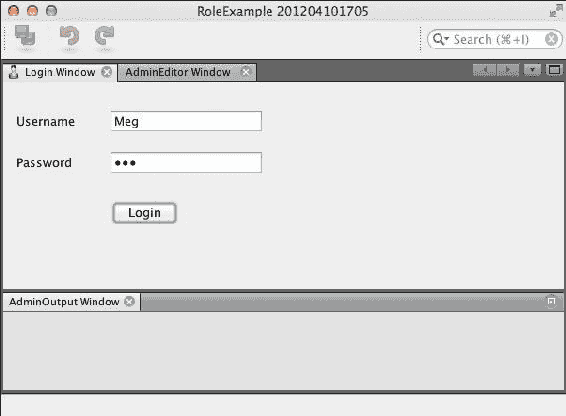 RoleExample 201204101705
Search (⌘+I)
Login Window AdminEditor Window
Username Meg
Password •••
Login
AdminOutput Window